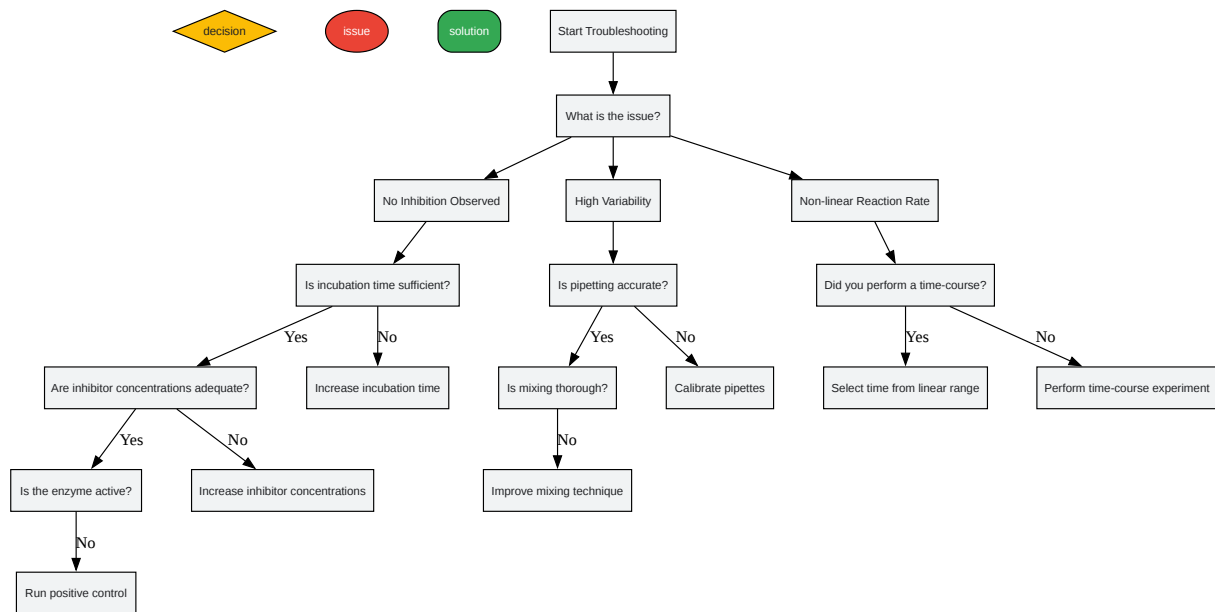 decision
issue
solution
Start Troubleshooting
What is the issue?
No Inhibition Observed
High Variability
Non-linear Reaction Rate
Is incubation time sufficient?
Is pipetting accurate?
Did you perform a time-course?
Yes
No
Yes
No
Yes
No
Are inhibitor concentrations adequate?
Increase incubation time
Is mixing thorough?
Calibrate pipettes
Select time from linear range
Perform time-course experiment
Yes
No
No
Is the enzyme active?
Increase inhibitor concentrations
Improve mixing technique
No
Run positive control